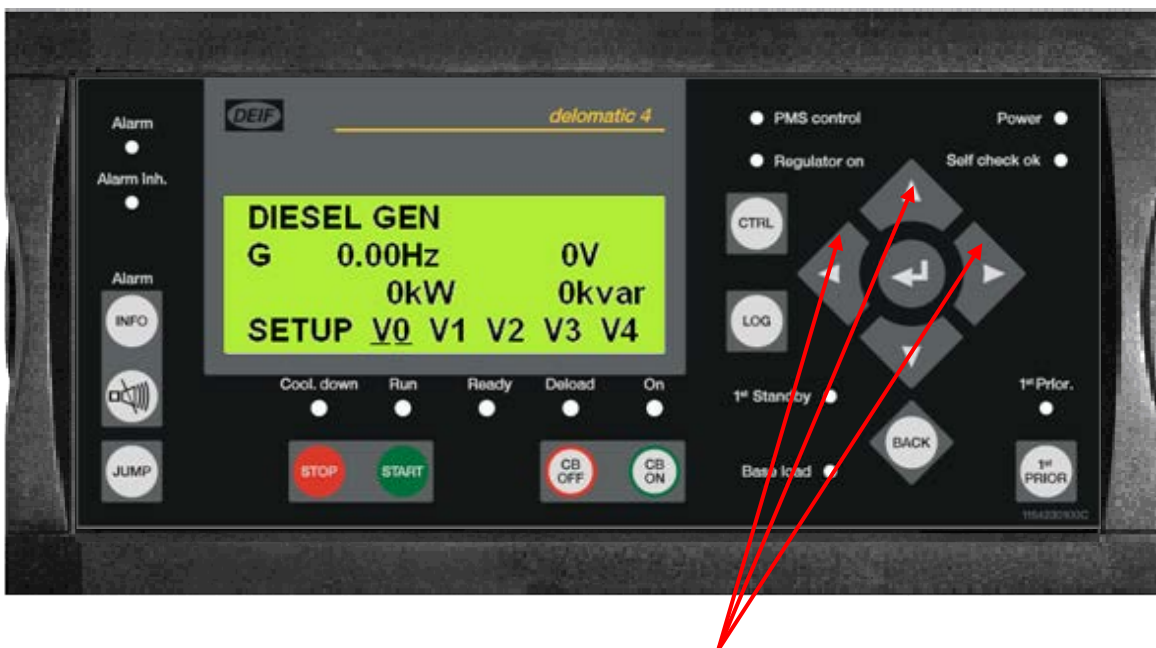 DEIF
delomatic 4
Alarm
Alarm Inh.
DIESEL GEN
G 0.00Hz 0V
0kW 0kvar
SETUP V0 V1 V2 V3 V4
PMS control
Power
Regulator on
Self check ok
CTRL
LOG
Alarm
INFO
JUMP
Cool. down
Run
Ready
Deload
On
STOP
START
CB
OFF
CB
ON
1st Standby
Base load
BACK
1st Prior.
1st
PRIOR